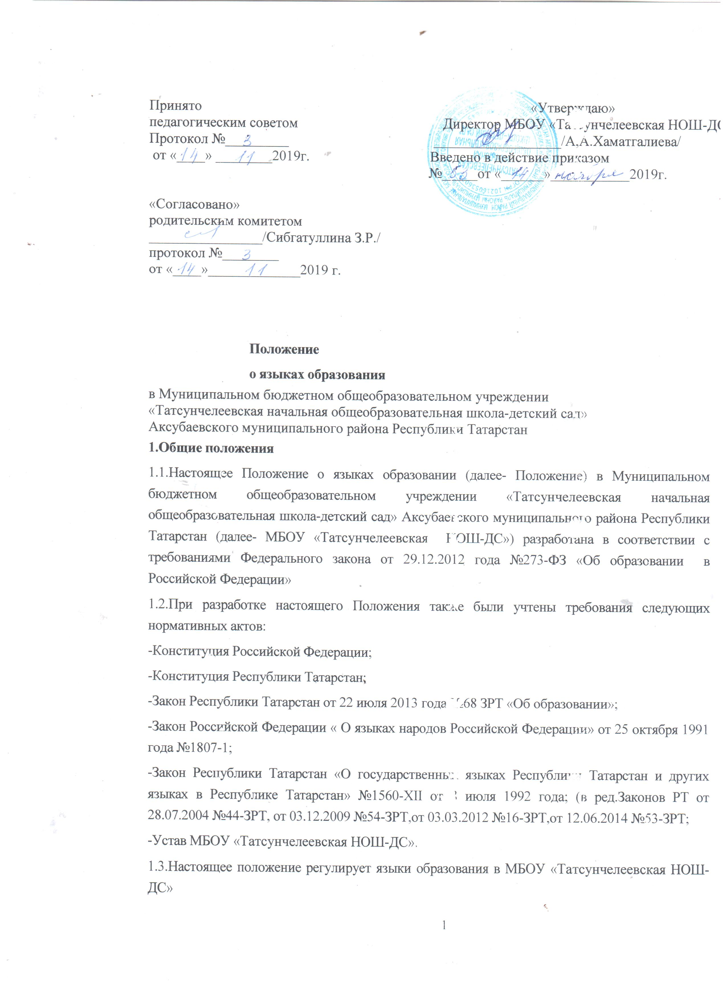 Принято
педагогическим советом
Протокол №_________3
от «14» 11 2019г.
«Утверждаю»
Директор МБОУ «Татсунчелеевская НОШ-ДС
/А,А.Хаматгалиева/
Введено в действие приказом
№ 53 от «14» ноября 2019г.
«Согласовано»
родительским комитетом
/Сибгатуллина З.Р./
протокол № 3
от «14» 11 2019 г.
Положение
о языках образования
в Муниципальном бюджетном общеобразовательном учреждении
«Татсунчелеевская начальная общеобразовательная школа-детский сад»
Аксубаевского муниципального района Республики Татарстан
1.Общие положения
1.1.Настоящее Положение о языках образовании (далее- Положение) в Муниципальном
бюджетном общеобразовательном учреждении «Татсунчелеевская начальная
общеобразовательная школа-детский сад» Аксубаевского муниципального района Республики
Татарстан (далее- МБОУ «Татсунчелеевская НОШ-ДС») разработана в соответствии с
требованиями Федерального закона от 29.12.2012 года №273-ФЗ «Об образовании в
Российской Федерации»
1.2.При разработке настоящего Положения также были учтены требования следующих
нормативных актов:
-Конституция Российской Федерации;
-Конституция Республики Татарстан;
-Закон Республики Татарстан от 22 июля 2013 года ЗРТ «Об образовании»;
-Закон Российской Федерации « О языках народов Российской Федерации» от 25 октября 1991
года №1807-1;
-Закон Республики Татарстан «О государственных языках Республики Татарстан и других
языках в Республике Татарстан» №1560-XII от июля 1992 года; (в ред.Законов РТ от
28.07.2004 №44-ЗРТ, от 03.12.2009 №54-ЗРТ,от 03.03.2012 №16-ЗРТ,от 12.06.2014 №53-ЗРТ;
-Устав МБОУ «Татсунчелеевская НОШ-ДС».
1.3.Настоящее положение регулирует языки образования в МБОУ «Татсунчелеевская НОШ-
ДС»
1